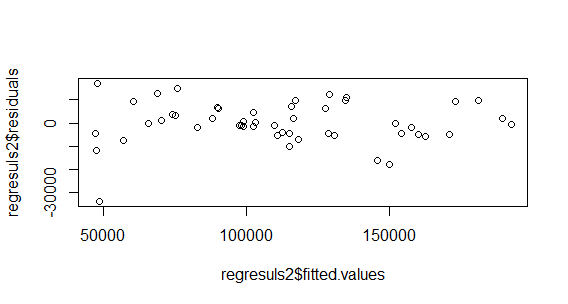 regresuls2$residuals
0
-30000
50000 100000 150000
regresuls2$fitted.values